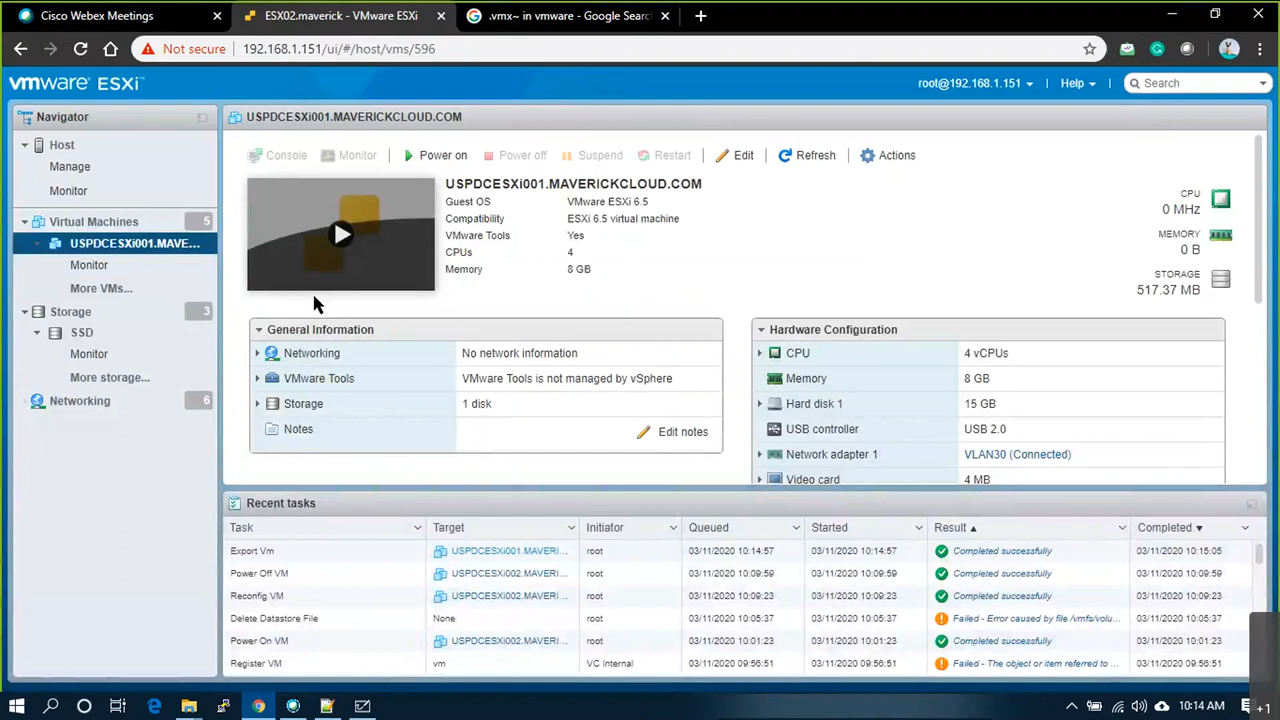 Cisco Webex Meetings
ESX02.maverick - VMware ESXi
.vmx~ in vmware - Google Searc
Not secure
192.168.1.151/ui/#/host/vms/596
vmware ESXi
root@192.168.1.151
Help
Search
Navigator
Host
Manage
Monitor
Virtual Machines 5
USPDCESXi001.MAVE...
Monitor
More VMs...
Storage 3
SSD
Monitor
More storage...
Networking 6
USPDCESXi001.MAVERICKCLOUD.COM
Console Monitor Power on Power off Suspend Restart Edit Refresh Actions
USPDCESXi001.MAVERICKCLOUD.COM
Guest OS VMware ESXi 6.5
Compatibility ESXi 6.5 virtual machine
VMware Tools Yes
CPUs 4
Memory 8 GB
CPU
0 MHz
MEMORY
0 B
STORAGE
517.37 MB
General Information
Networking No network information
VMware Tools VMware Tools is not managed by vSphere
Storage 1 disk
Notes Edit notes
Hardware Configuration
CPU 4 vCPUs
Memory 8 GB
Hard disk 1 15 GB
USB controller USB 2.0
Network adapter 1 VLAN30 (Connected)
Video card 4 MB
Recent tasks
Task Target Initiator Queued Started Result Completed
Export Vm USPDCESXi001.MAVERI... root 03/11/2020 10:14:57 03/11/2020 10:14:57 Completed successfully 03/11/2020 10:15:05
Power Off VM USPDCESXi002.MAVERI... root 03/11/2020 10:09:59 03/11/2020 10:09:59 Completed successfully 03/11/2020 10:09:59
Reconfig VM USPDCESXi002.MAVERI... root 03/11/2020 10:09:23 03/11/2020 10:09:23 Completed successfully 03/11/2020 10:09:23
Delete Datastore File None root 03/11/2020 10:05:37 03/11/2020 10:05:37 Failed - Error caused by file /vmfs/volu... 03/11/2020 10:05:37
Power On VM USPDCESXi002.MAVERI... root 03/11/2020 10:01:23 03/11/2020 10:01:23 Completed successfully 03/11/2020 10:01:23
Register VM vm VC Internal 03/11/2020 09:56:51 03/11/2020 09:56:51 Failed - The object or item referred to ... 03/11/2020 09:56:51
10:14 AM
+1